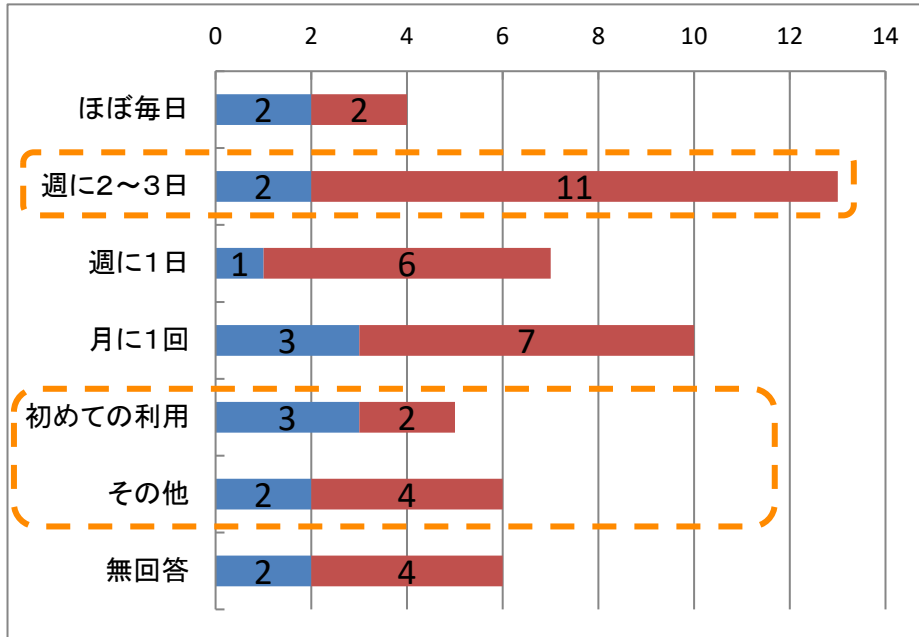 0 2 4 6 8 10 12 14
ほぼ毎日 2 2
週に２～３日 2 11
週に１日 1 6
月に１回 3 7
初めての利用 3 2
その他 2 4
無回答 2 4